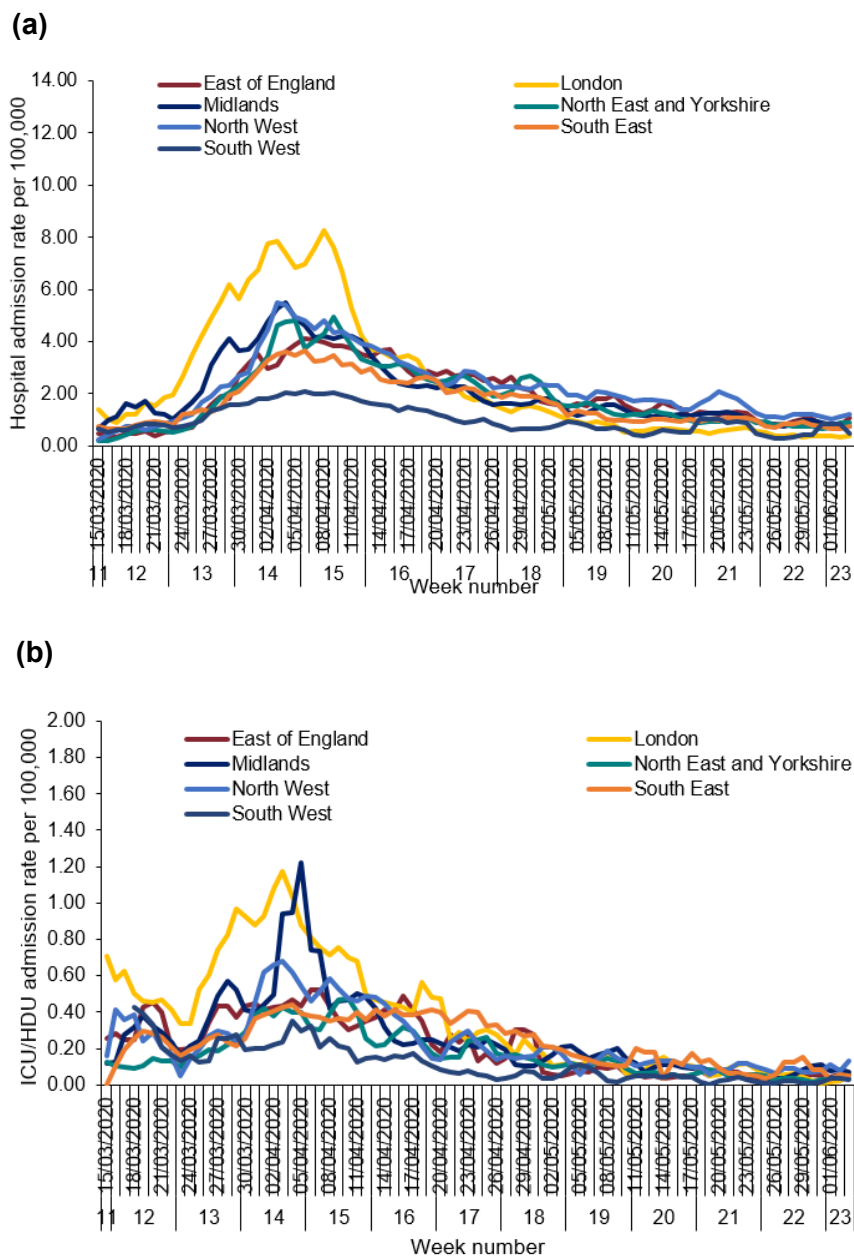 (a)
14.00
12.00
10.00
8.00
6.00
4.00
2.00
0.00
Hospital admission rate per 100,000
East of England London
Midlands North East and Yorkshire
North West South East
South West
15/03/2020 18/03/2020 21/03/2020 24/03/2020 27/03/2020 30/03/2020 02/04/2020 05/04/2020 08/04/2020 11/04/2020 14/04/2020 17/04/2020 20/04/2020 23/04/2020 26/04/2020 29/04/2020 02/05/2020 05/05/2020 08/05/2020 11/05/2020 14/05/2020 17/05/2020 20/05/2020 23/05/2020 26/05/2020 29/05/2020 01/06/2020
11 12 13 14 15 16 17 18 19 20 21 22 23
Week number
(b)
2.00
1.80
1.60
1.40
1.20
1.00
0.80
0.60
0.40
0.20
0.00
ICU/HDU admission rate per 100,000
East of England London
Midlands North East and Yorkshire
North West South East
South West
15/03/2020 18/03/2020 21/03/2020 24/03/2020 27/03/2020 30/03/2020 02/04/2020 05/04/2020 08/04/2020 11/04/2020 14/04/2020 17/04/2020 20/04/2020 23/04/2020 26/04/2020 29/04/2020 02/05/2020 05/05/2020 08/05/2020 11/05/2020 14/05/2020 17/05/2020 20/05/2020 23/05/2020 26/05/2020 29/05/2020 01/06/2020
11 12 13 14 15 16 17 18 19 20 21 22 23
Week number